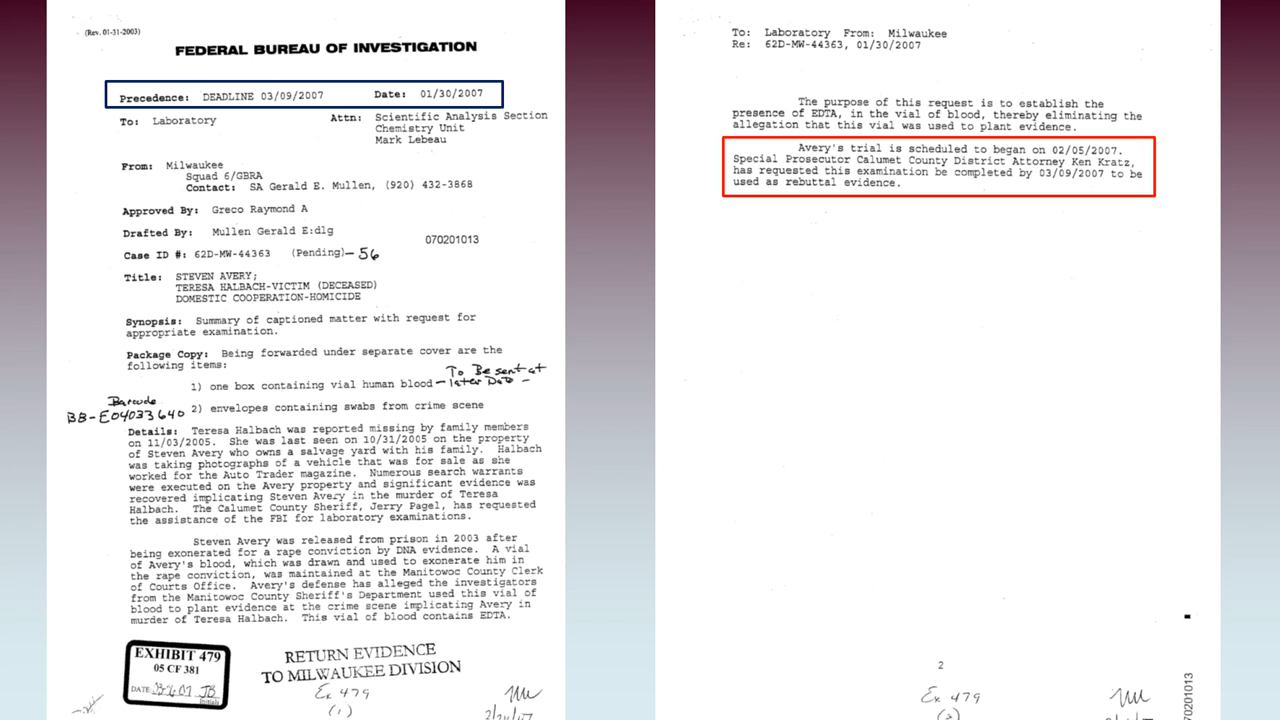 (Rev. 01-31-2003)
FEDERAL BUREAU OF INVESTIGATION
Precedence: DEADLINE 03/09/2007 Date: 01/30/2007
To: Laboratory Attn: Scientific Analysis Section
Chemistry Unit
Mark Lebeau
From: Milwaukee
Squad 6/GBRA
Contact: SA Gerald E. Mullen, (920) 432-3868
Approved By: Greco Raymond A
Drafted By: Mullen Gerald E:dlg
070201013
Case ID #: 62D-MW-44363 (Pending)-56
Title: STEVEN AVERY;
TERESA HALBACH-VICTIM (DECEASED)
DOMESTIC COOPERATION-HOMICIDE
Synopsis: Summary of captioned matter with request for
appropriate examination.
Package Copy: Being forwarded under separate cover are the
following items:
1) one box containing vial human blood - To Be sent at
later Date -
Barcode
BB-E04033640
2) envelopes containing swabs from crime scene
Details: Teresa Halbach was reported missing by family members
on 11/03/2005. She was last seen on 10/31/2005 on the property
of Steven Avery who owns a salvage yard with his family. Halbach
was taking photographs of a vehicle that was for sale as she
worked for the Auto Trader magazine. Numerous search warrants
were executed on the Avery property and significant evidence was
recovered implicating Steven Avery in the murder of Teresa
Halbach. The Calumet County Sheriff, Jerry Pagel, has requested
the assistance of the FBI for laboratory examinations.
Steven Avery was released from prison in 2003 after
being exonerated for a rape conviction by DNA evidence. A vial
of Avery's blood, which was drawn and used to exonerate him in
the rape conviction, was maintained at the Manitowoc County Clerk
of Courts Office. Avery's defense has alleged the investigators
from the Manitowoc County Sheriff's Department used this vial of
blood to plant evidence at the crime scene implicating Avery in
murder of Teresa Halbach. This vial of blood contains EDTA.
EXHIBIT 479
05 CF 381
DATE: JB
Initials
RETURN EVIDENCE
TO MILWAUKEE DIVISION
Ex 479
(1)
To: Laboratory From: Milwaukee
Re: 62D-MW-44363, 01/30/2007
The purpose of this request is to establish the
presence of EDTA, in the vial of blood, thereby eliminating the
allegation that this vial was used to plant evidence.
Avery's trial is scheduled to began on 02/05/2007.
Special Prosecutor Calumet County District Attorney Ken Kratz,
has requested this examination be completed by 03/09/2007 to be
used as rebuttal evidence.
2
Ex 479
(2)
070201013